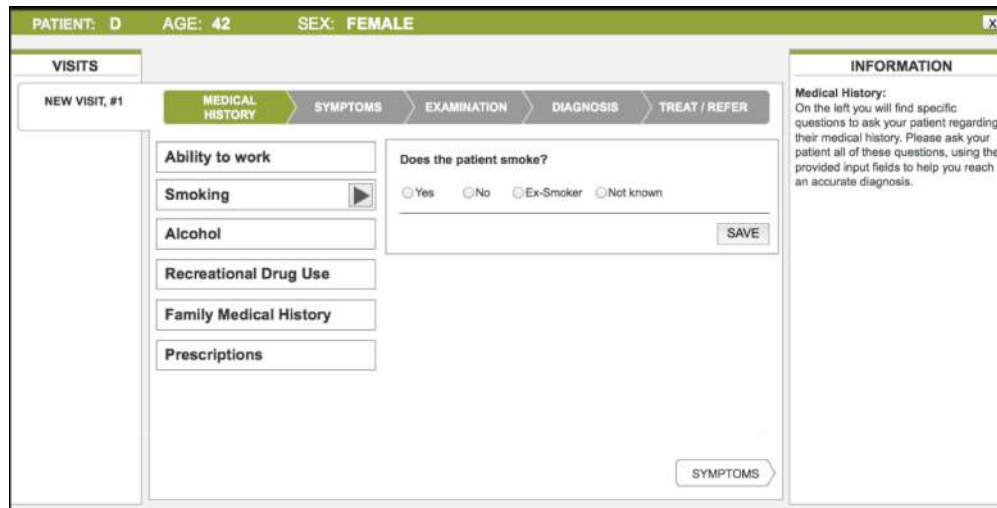 PATIENT: D AGE: 42 SEX: FEMALE X
VISITS
NEW VISIT, #1
MEDICAL
HISTORY
SYMPTOMS
EXAMINATION
DIAGNOSIS
TREAT / REFER
Ability to work
Smoking
Alcohol
Recreational Drug Use
Family Medical History
Prescriptions
Does the patient smoke?
Yes No Ex-Smoker Not known
SAVE
SYMPTOMS
INFORMATION
Medical History:
On the left you will find specific
questions to ask your patient regarding
their medical history. Please ask your
patient all of these questions, using the
provided input fields to help you reach
an accurate diagnosis.